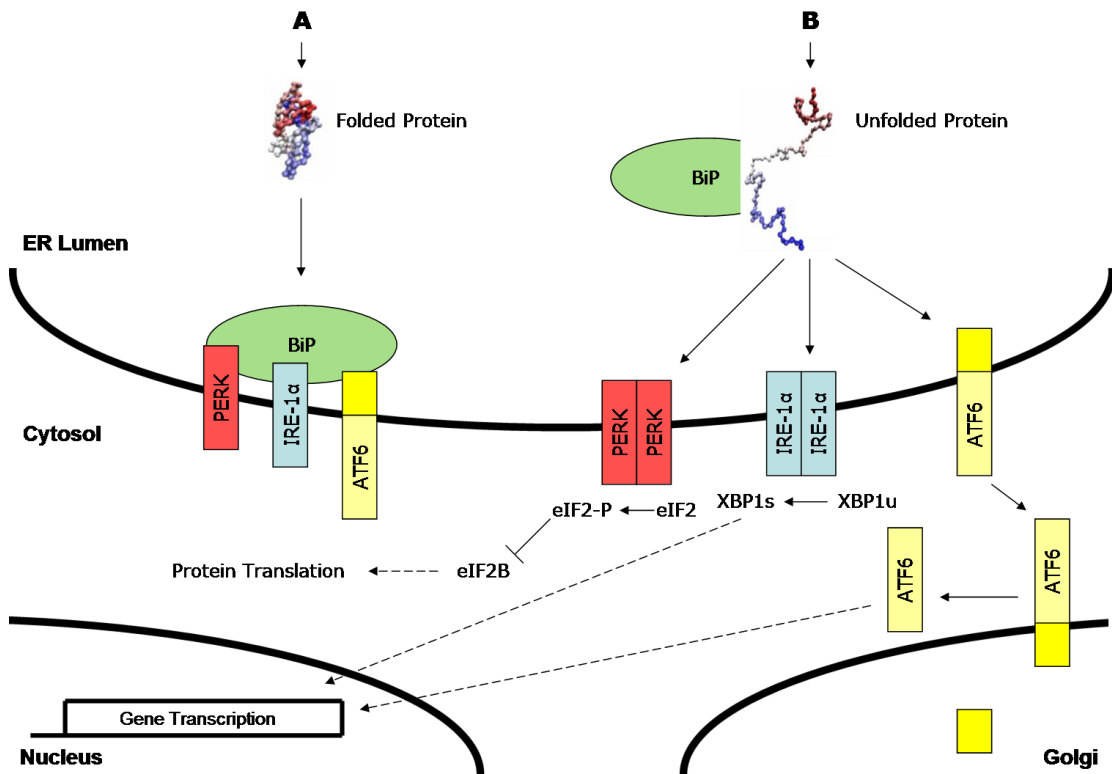 A
B
Folded Protein
Unfolded Protein
BiP
ER Lumen
BiP
PERK
IRE-1α
ATF6
Cytosol
PERK
PERK
IRE-1α
IRE-1α
ATF6
eIF2-P
eIF2
XBP1s
XBP1u
Protein Translation
eIF2B
ATF6
ATF6
Gene Transcription
Nucleus
Golgi